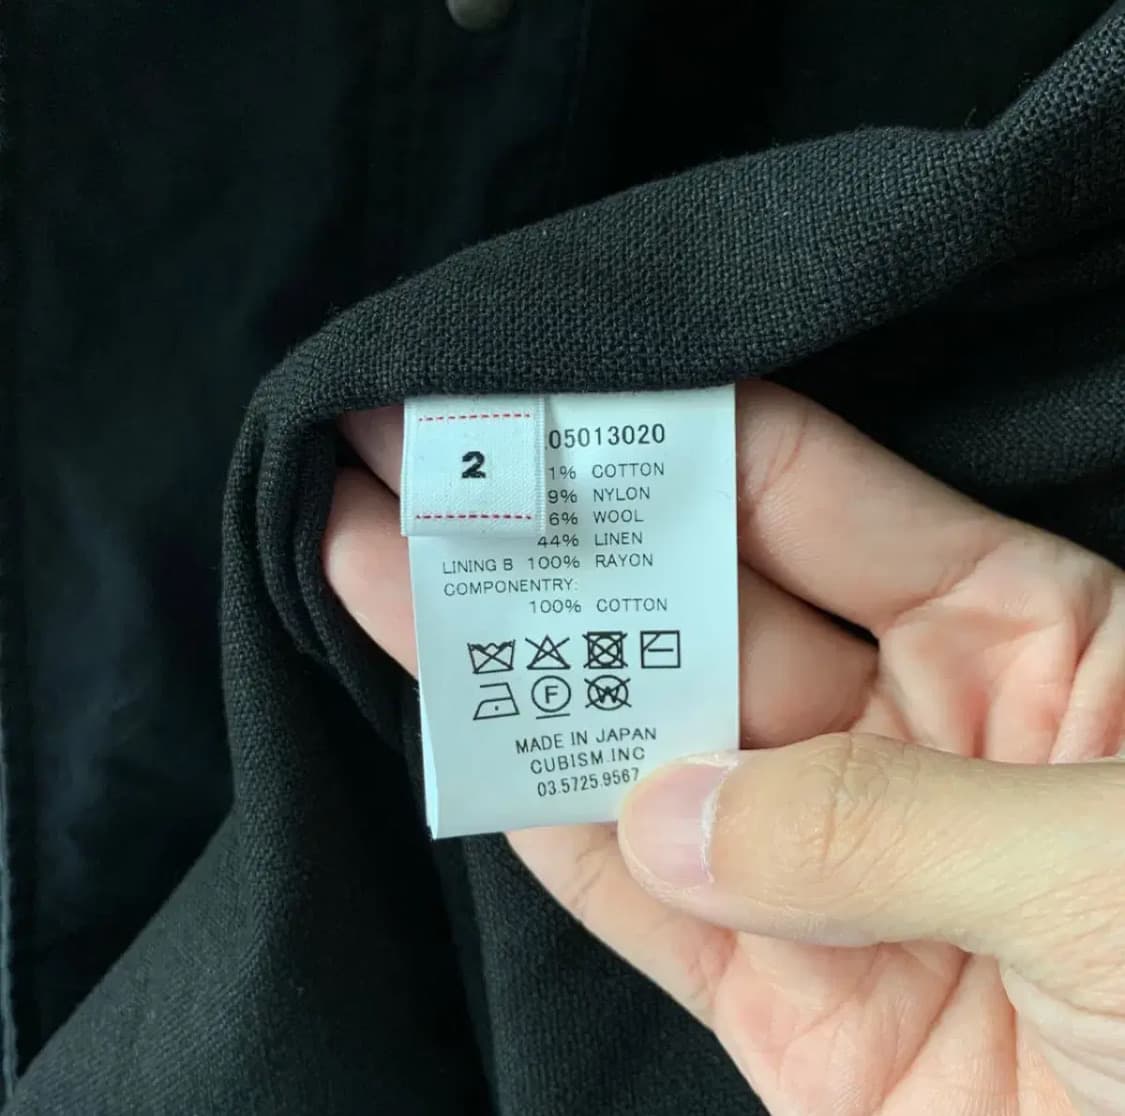 2
05013020
1% COTTON
9% NYLON
6% WOOL
44% LINEN
LINING B 100% RAYON
COMPONENTRY:
100% COTTON
F
W
MADE IN JAPAN
CUBISM.INC
03.5725.9567